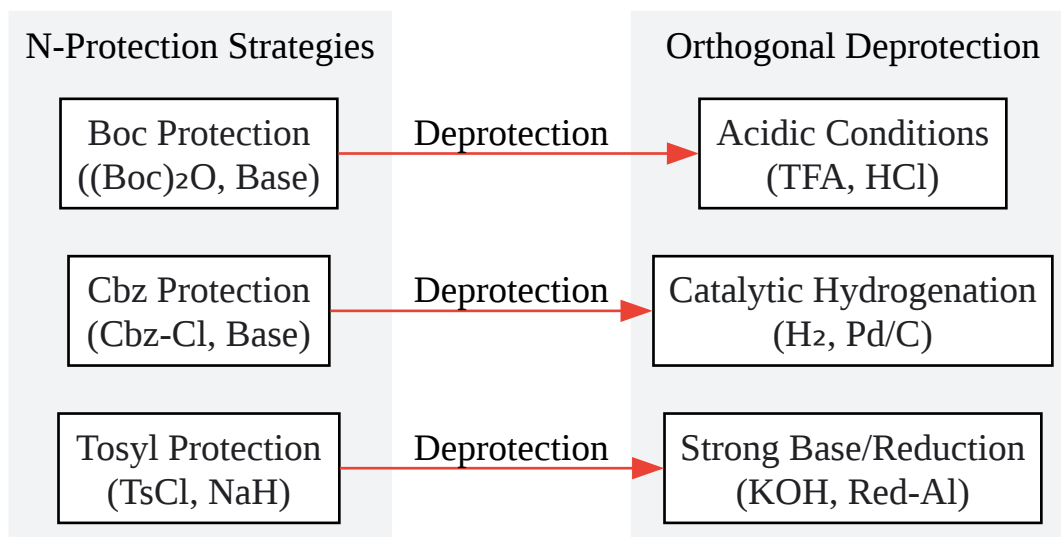 N-Protection Strategies
Orthogonal Deprotection
Boc Protection
((Boc)₂O, Base)
Deprotection
Acidic Conditions
(TFA, HCl)
Cbz Protection
(Cbz-Cl, Base)
Deprotection
Catalytic Hydrogenation
(H₂, Pd/C)
Tosyl Protection
(TsCl, NaH)
Deprotection
Strong Base/Reduction
(KOH, Red-Al)